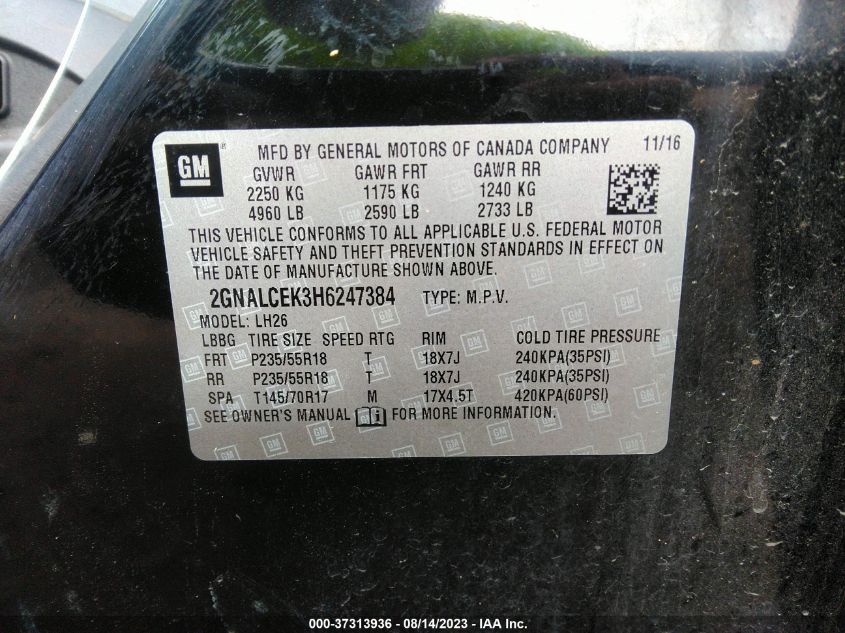 GM ® MFD BY GENERAL MOTORS OF CANADA COMPANY 11/16
GVWR GAWR FRT GAWR RR
2250 KG 1175 KG 1240 KG
4960 LB 2590 LB 2733 LB
THIS VEHICLE CONFORMS TO ALL APPLICABLE U.S. FEDERAL MOTOR
VEHICLE SAFETY AND THEFT PREVENTION STANDARDS IN EFFECT ON
THE DATE OF MANUFACTURE SHOWN ABOVE.
2GNALCEK3H6247384 TYPE: M.P.V.
MODEL: LH26
LBBG TIRE SIZE SPEED RTG RIM COLD TIRE PRESSURE
FRT P235/55R18 T 18X7J 240KPA(35PSI)
RR P235/55R18 T 18X7J 240KPA(35PSI)
SPA T145/70R17 M 17X4.5T 420KPA(60PSI)
SEE OWNER'S MANUAL FOR MORE INFORMATION.
000-37313936 - 08/14/2023 - IAA Inc.